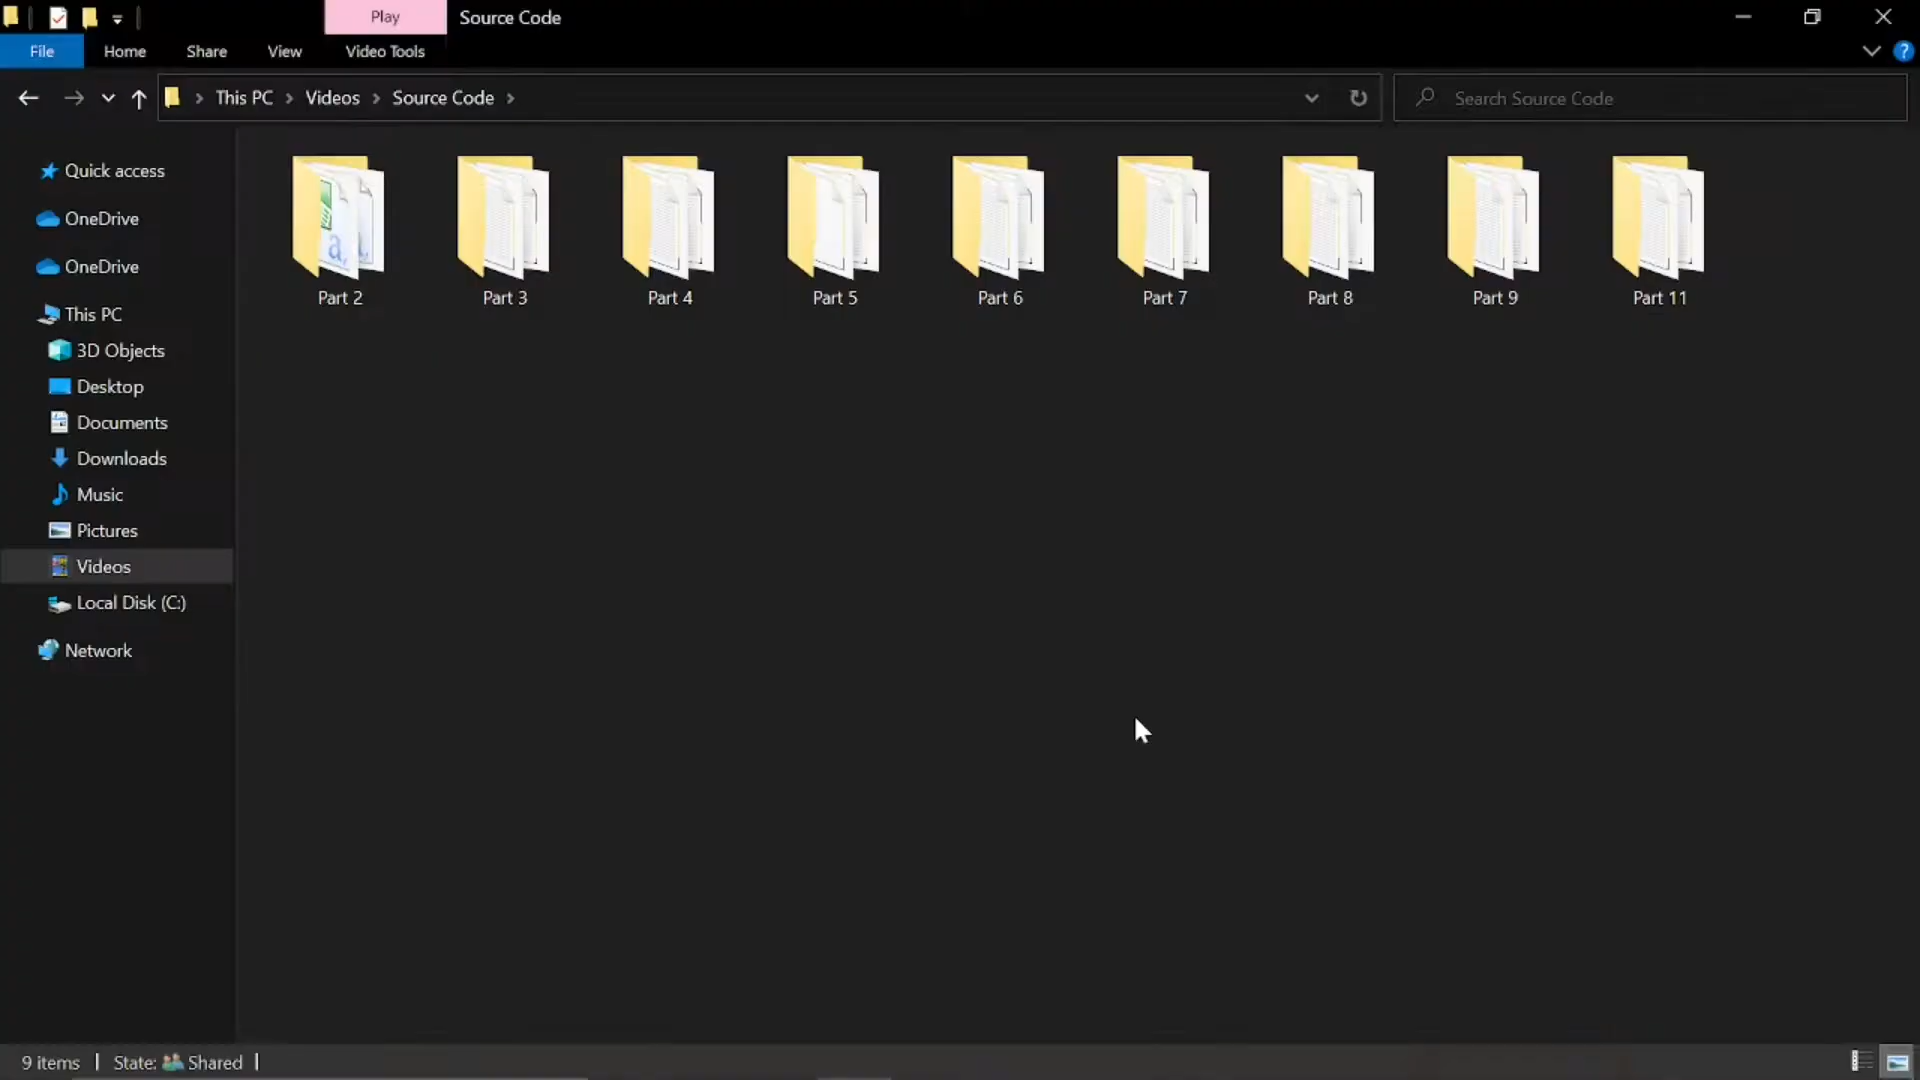 Play
Source Code
File
Home
Share
View
Video Tools
?
This PC
Videos
Source Code
Search Source Code
Quick access
OneDrive
OneDrive
This PC
3D Objects
Desktop
Documents
Downloads
Music
Pictures
Videos
Local Disk (C:)
Network
Part 2
Part 3
Part 4
Part 5
Part 6
Part 7
Part 8
Part 9
Part 11
9 items
State: Shared